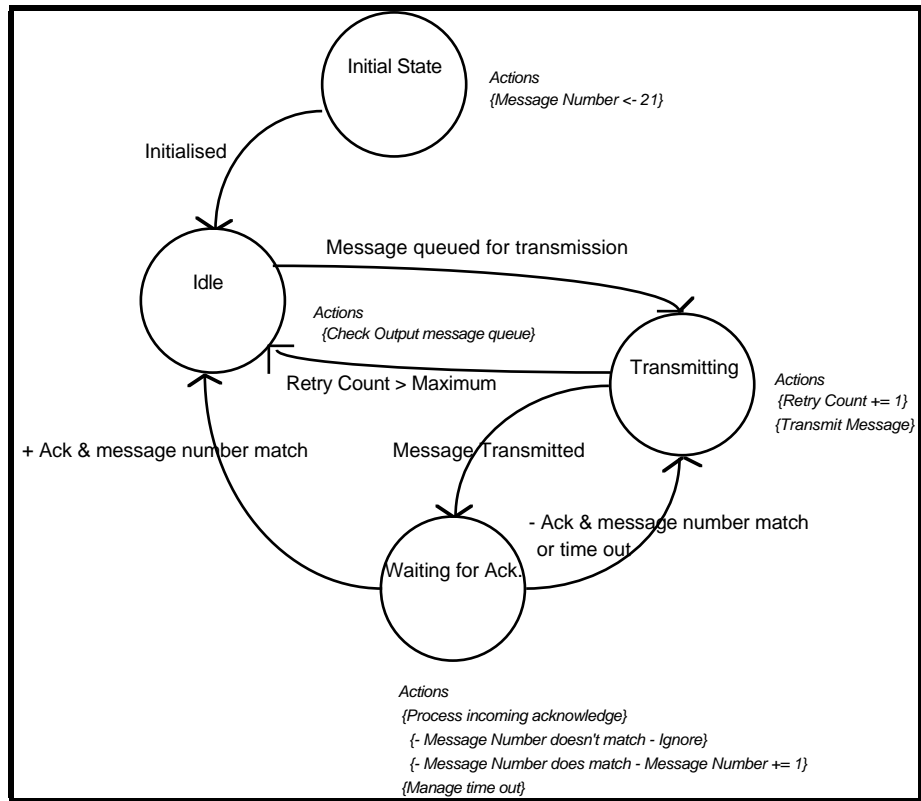 Initial State
Actions
{Message Number <- 21}
Initialised
Message queued for transmission
Idle
Actions
{Check Output message queue}
Transmitting
Retry Count > Maximum
Actions
{Retry Count += 1}
{Transmit Message}
+ Ack & message number match
Message Transmitted
- Ack & message number match
or time out
Waiting for Ack.
Actions
{Process incoming acknowledge}
{- Message Number doesn't match - Ignore}
{- Message Number does match - Message Number += 1}
{Manage time out}